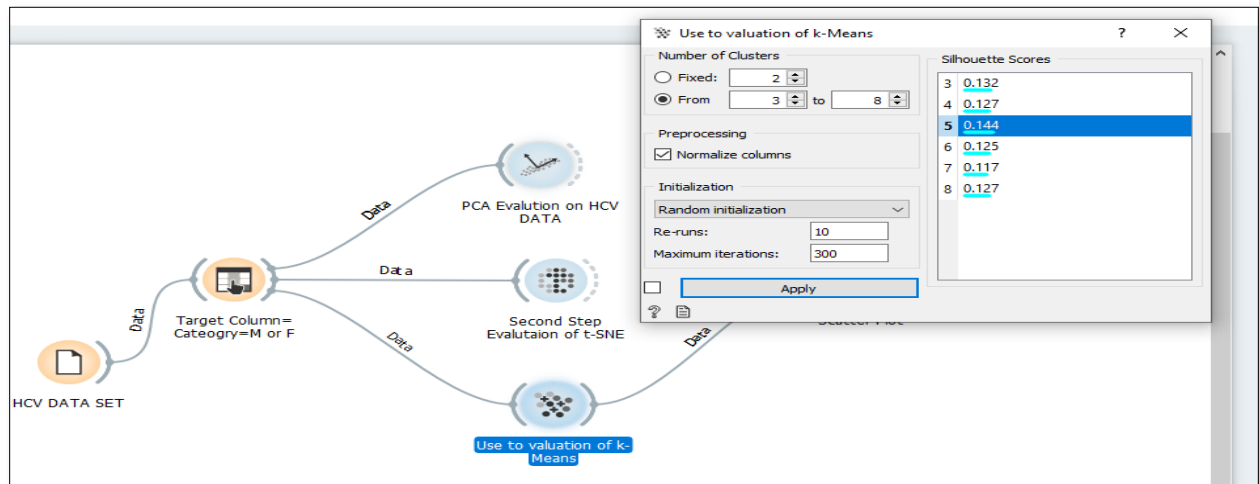 Use to valuation of k-Means
?
Number of Clusters
Fixed: 2
From 3 to 8
Preprocessing
Normalize columns
Initialization
Random initialization
Re-runs: 10
Maximum iterations: 300
Apply
?
Silhouette Scores
3 0.132
4 0.127
5 0.144
6 0.125
7 0.117
8 0.127
Data
PCA Evalution on HCV
DATA
Data
Second Step
Evalutaion of t-SNE
Data
Target Column=
Cateogry=M or F
Data
HCV DATA SET
Use to valuation of k-
Means
Data
Scatter Plot